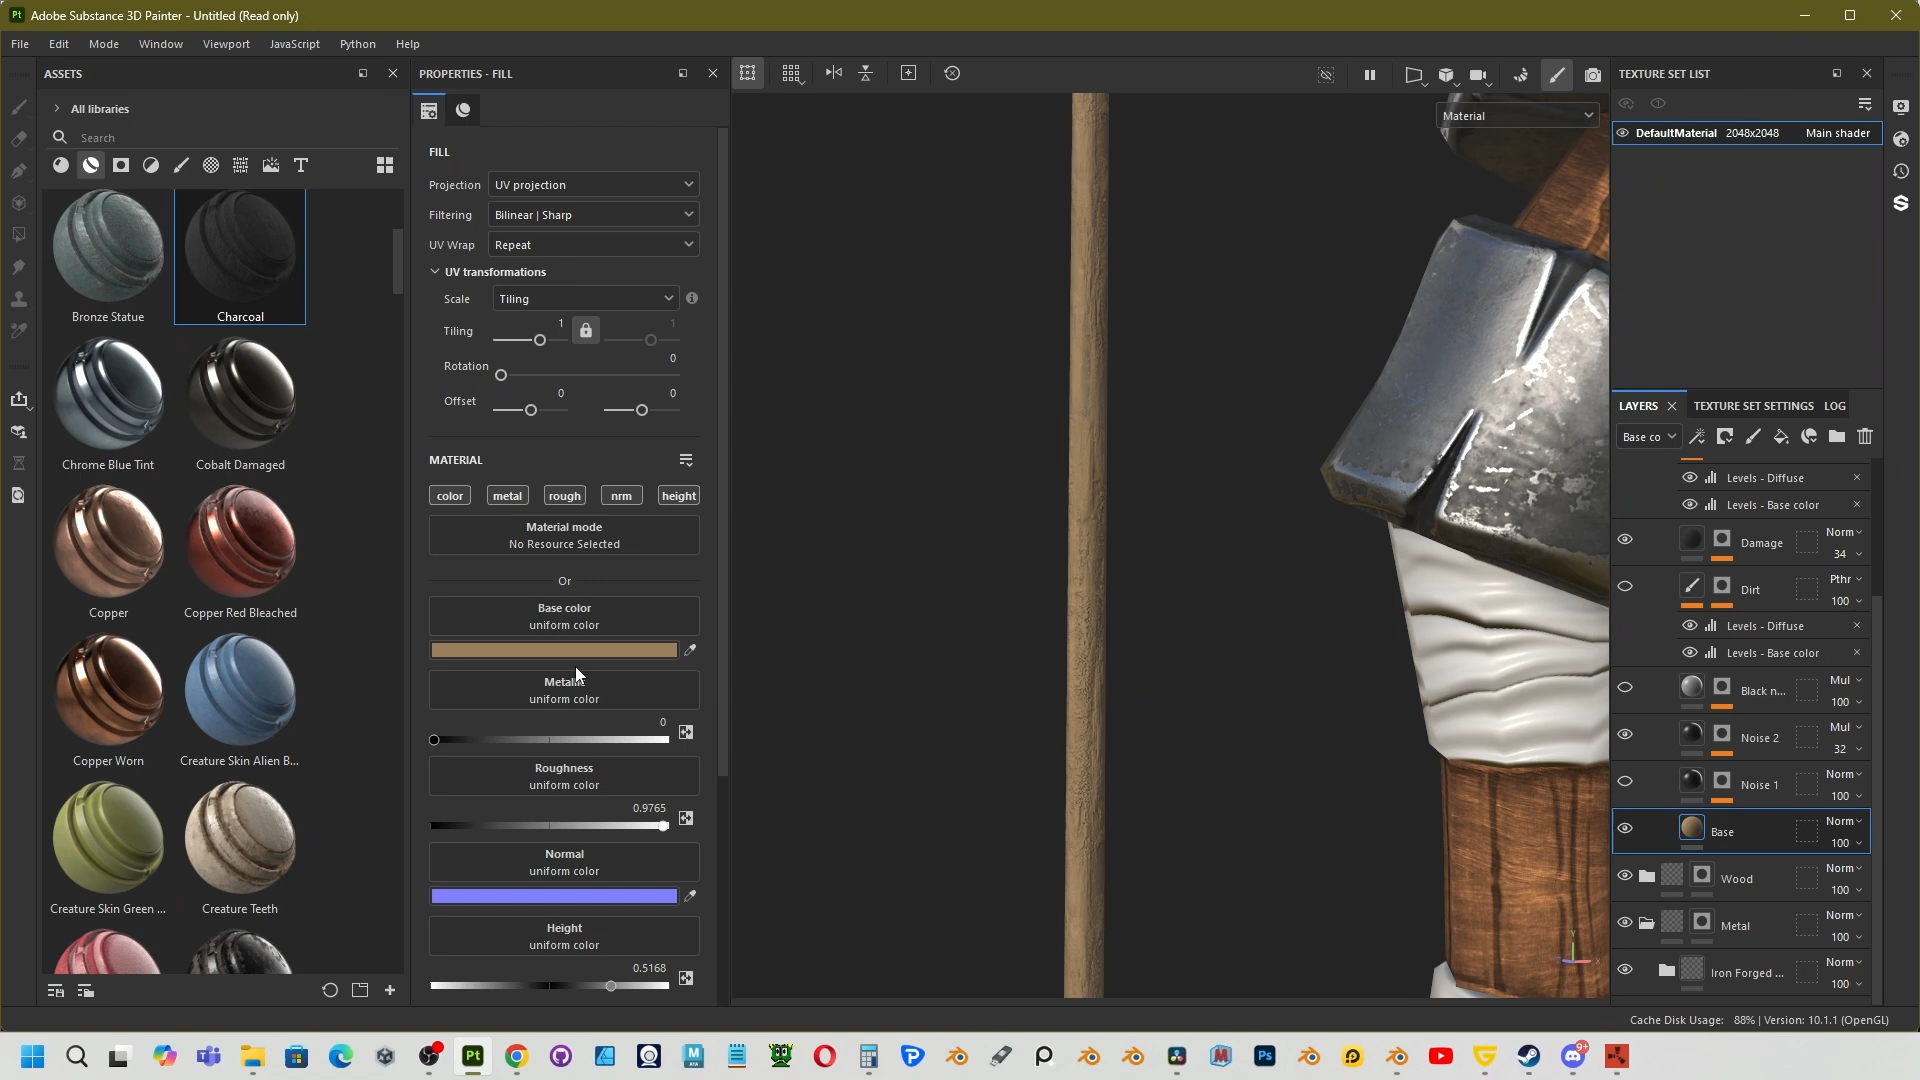 Pt Adobe Substance 3D Painter - Untitled (Read only)
File Edit Mode Window Viewport JavaScript Python Help
ASSETS
All libraries
Search
Bronze Statue
Charcoal
Chrome Blue Tint
Cobalt Damaged
Copper
Copper Red Bleached
Copper Worn
Creature Skin Alien B...
Creature Skin Green ...
Creature Teeth
PROPERTIES - FILL
FILL
Projection UV projection
Filtering Bilinear | Sharp
UV Wrap Repeat
UV transformations
Scale Tiling
Tiling 1 1
Rotation 0
Offset 0 0
MATERIAL
color metal rough nrm height
Material mode
No Resource Selected
Or
Base color
uniform color
Metallic
uniform color
0
Roughness
uniform color
0.9765
Normal
uniform color
Height
uniform color
0.5168
Material
Y
TEXTURE SET LIST
DefaultMaterial 2048x2048 Main shader
LAYERS TEXTURE SET SETTINGS LOG
Base co
Levels - Diffuse
Levels - Base color
Damage Norm 34
Dirt Pthr 100
Levels - Diffuse
Levels - Base color
Black n... Mul 100
Noise 2 Mul 32
Noise 1 Norm 100
Base Norm 100
Wood Norm 100
Metal Norm 100
Iron Forged ... Norm 100
Cache Disk Usage: 88% | Version: 10.1.1 (OpenGL)
Pt
Ps
9+